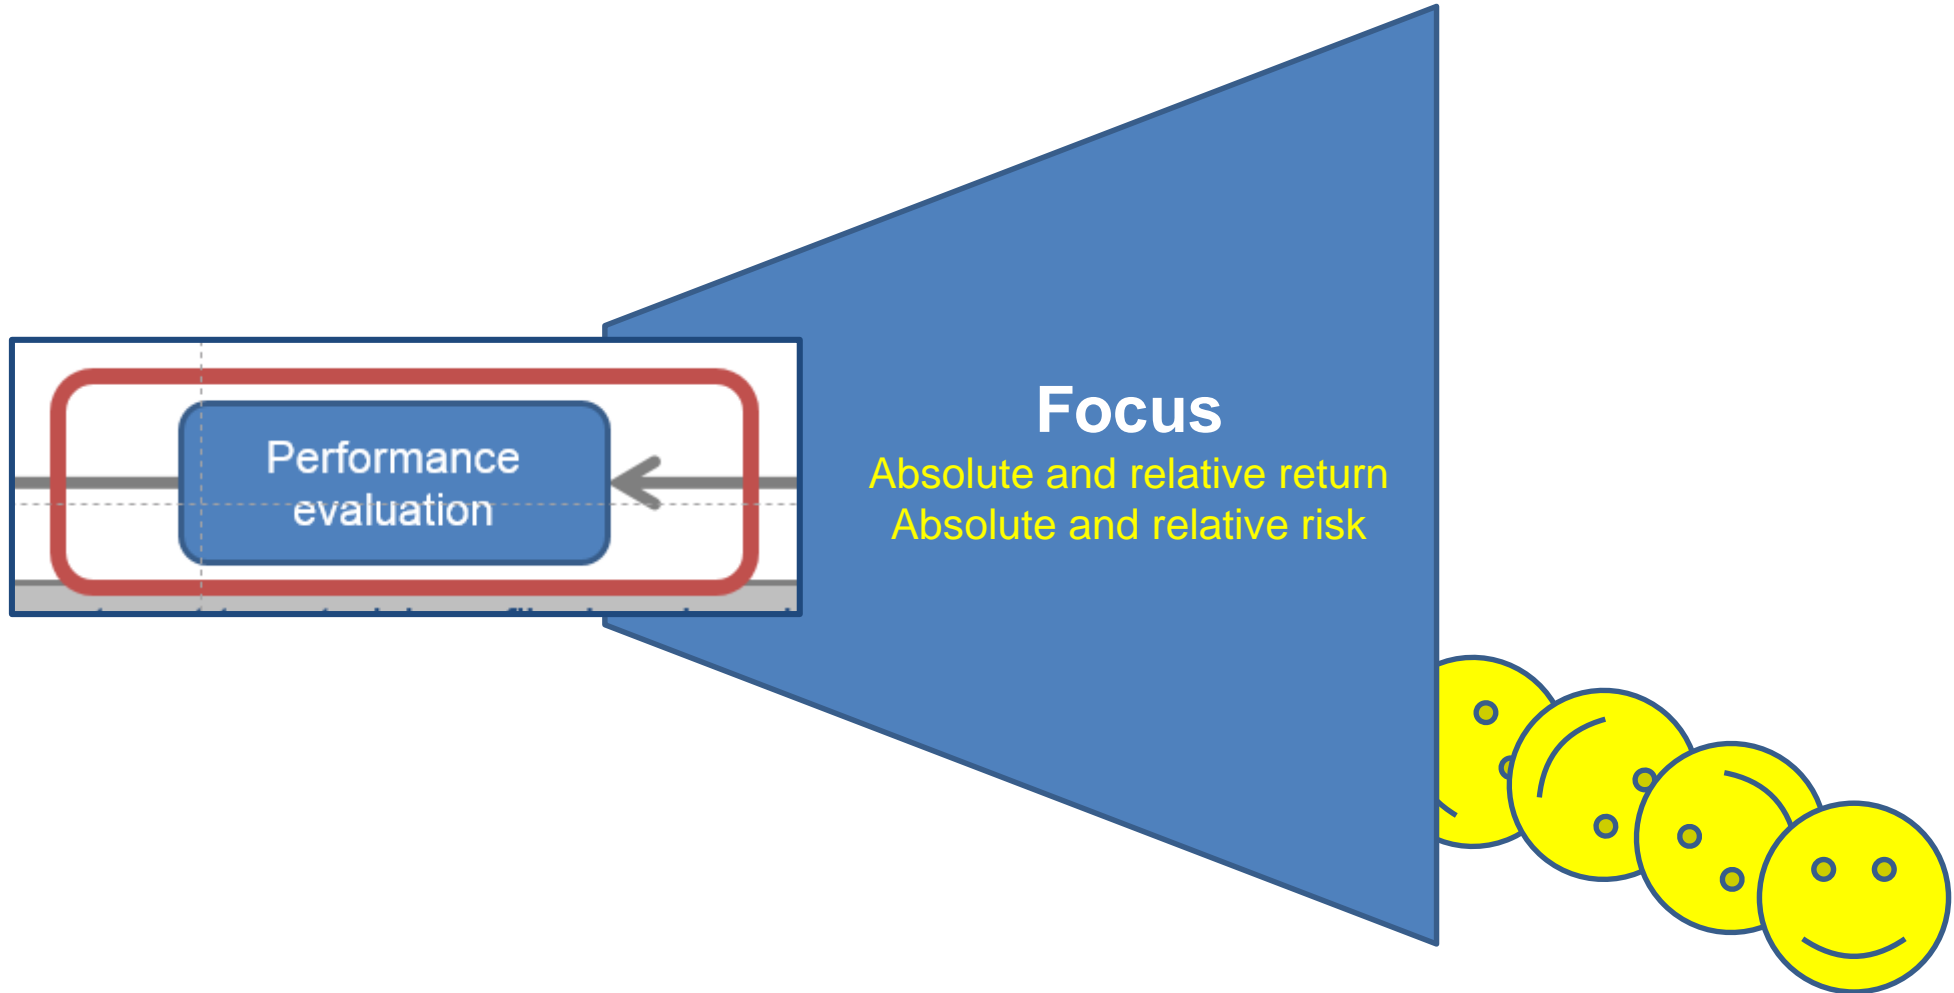 Performance
evaluation
Focus
Absolute and relative return
Absolute and relative risk